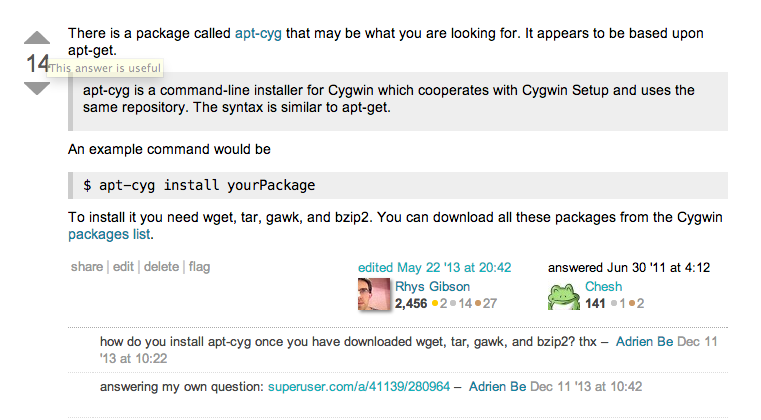 There is a package called apt-cyg that may be what you are looking for. It appears to be based upon
apt-get.
14
This answer is useful
apt-cyg is a command-line installer for Cygwin which cooperates with Cygwin Setup and uses the
same repository. The syntax is similar to apt-get.
An example command would be
$ apt-cyg install yourPackage
To install it you need wget, tar, gawk, and bzip2. You can download all these packages from the Cygwin
packages list.
share | edit | delete | flag
edited May 22 '13 at 20:42
Rhys Gibson
2,456 ●2●14●27
answered Jun 30 '11 at 4:12
Chesh
141 ●1●2
how do you install apt-cyg once you have downloaded wget, tar, gawk, and bzip2? thx – Adrien Be Dec 11
'13 at 10:22
answering my own question: superuser.com/a/41139/280964 – Adrien Be Dec 11 '13 at 10:42